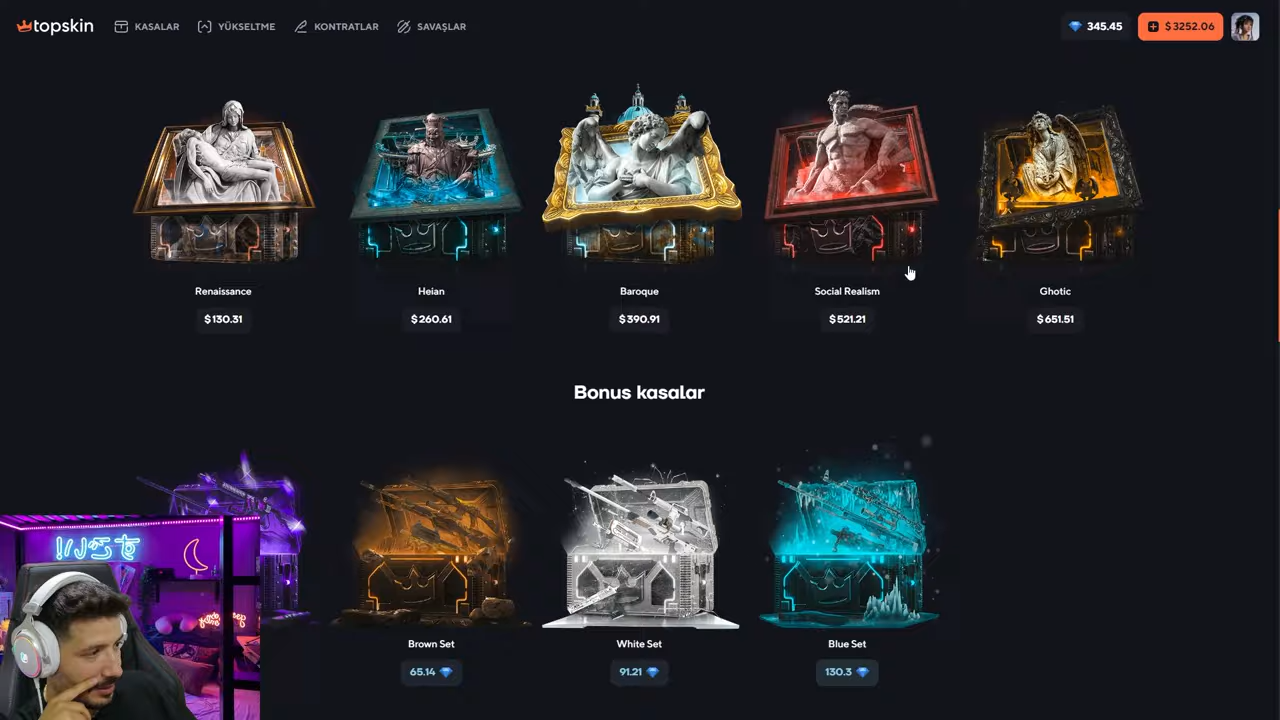 topskin
KASALAR
YÜKSELTME
KONTRATLAR
SAVAŞLAR
345.45
$3252.06
Renaissance
Heian
Baroque
Social Realism
Ghotic
$130.31
$260.61
$390.91
$521.21
$651.51
Bonus kasalar
Brown Set
White Set
Blue Set
65.14
91.21
130.3